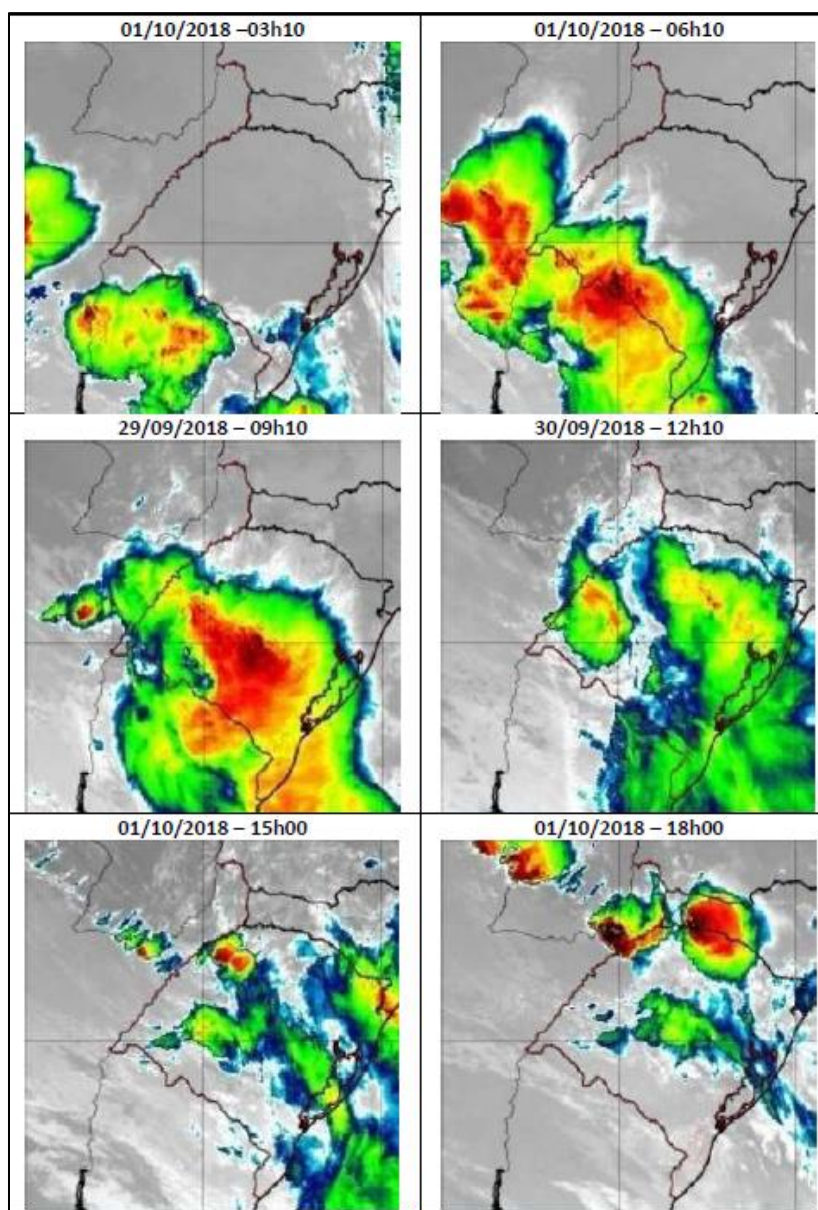 01/10/2018 –03h10
01/10/2018 – 06h10
29/09/2018 – 09h10
30/09/2018 – 12h10
01/10/2018 – 15h00
01/10/2018 – 18h00